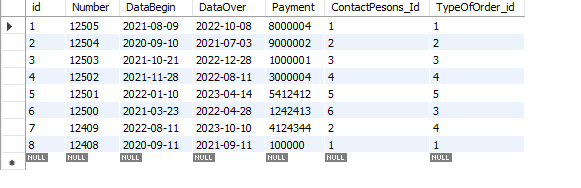 id Number DataBegin DataOver Payment ContactPesons_Id TypeOfOrder_id
1 12505 2021-08-09 2022-10-08 8000004 1 1
2 12504 2020-09-10 2021-07-03 9000002 2 2
3 12503 2021-10-21 2022-12-28 1000001 3 3
4 12502 2021-11-28 2022-08-11 3000004 4 4
5 12501 2022-01-10 2023-04-14 5412412 5 5
6 12500 2021-03-23 2022-04-28 1242413 6 3
7 12409 2022-08-11 2023-10-10 4124344 2 4
8 12408 2020-09-11 2021-09-11 100000 1 1
NULL NULL NULL NULL NULL NULL NULL